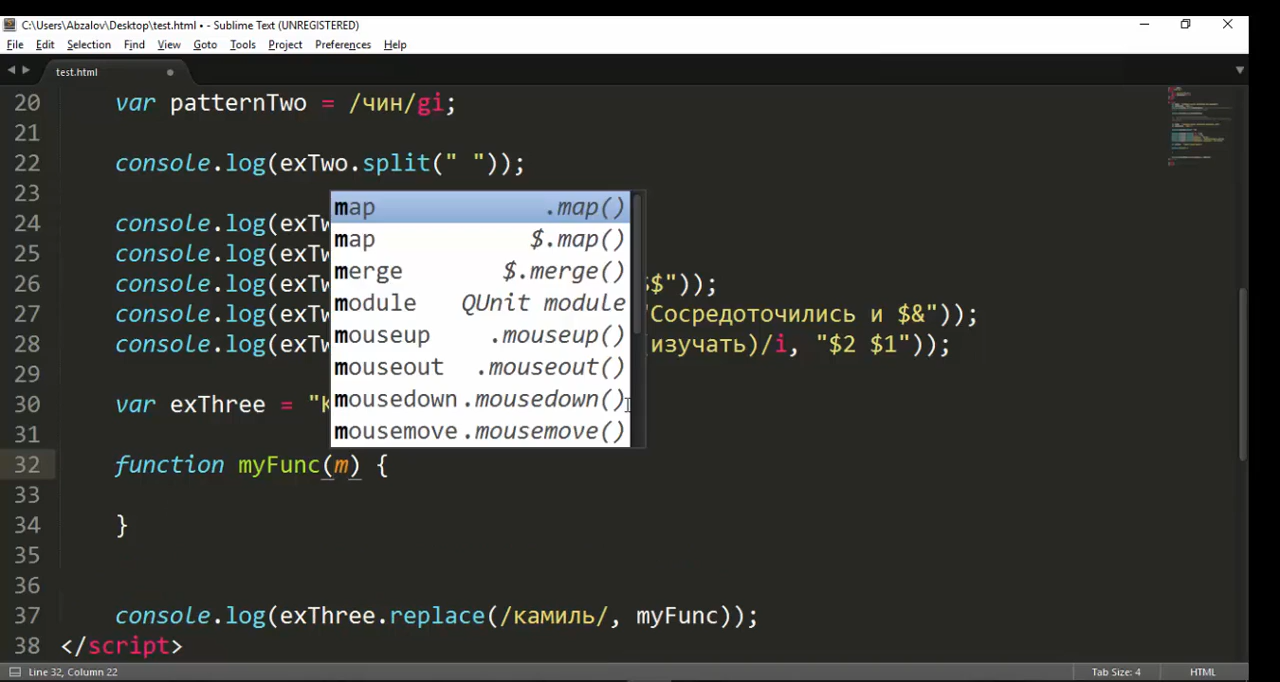 C:\Users\Abzalov\Desktop\test.html • - Sublime Text (UNREGISTERED)
File Edit Selection Find View Goto Tools Project Preferences Help
test.html
20 var patternTwo = /чин/gi;
21
22 console.log(exTwo.split(" "));
23
map .map()
24 console.log(exTw
map $.map()
25 console.log(exTw
merge $.merge()
26 console.log(exTw $"));
module QUnit module
27 console.log(exTw "Сосредоточились и $&"));
mouseup .mouseup()
28 console.log(exTw (изучать)/i, "$2 $1"));
mouseout .mouseout()
29
mousedown .mousedown()
30 var exThree = "К
mousemove .mousemove()
31
32 function myFunc(m) {
33
34 }
35
36
37 console.log(exThree.replace(/камиль/, myFunc));
38 </script>
Line 32, Column 22 Tab Size: 4 HTML